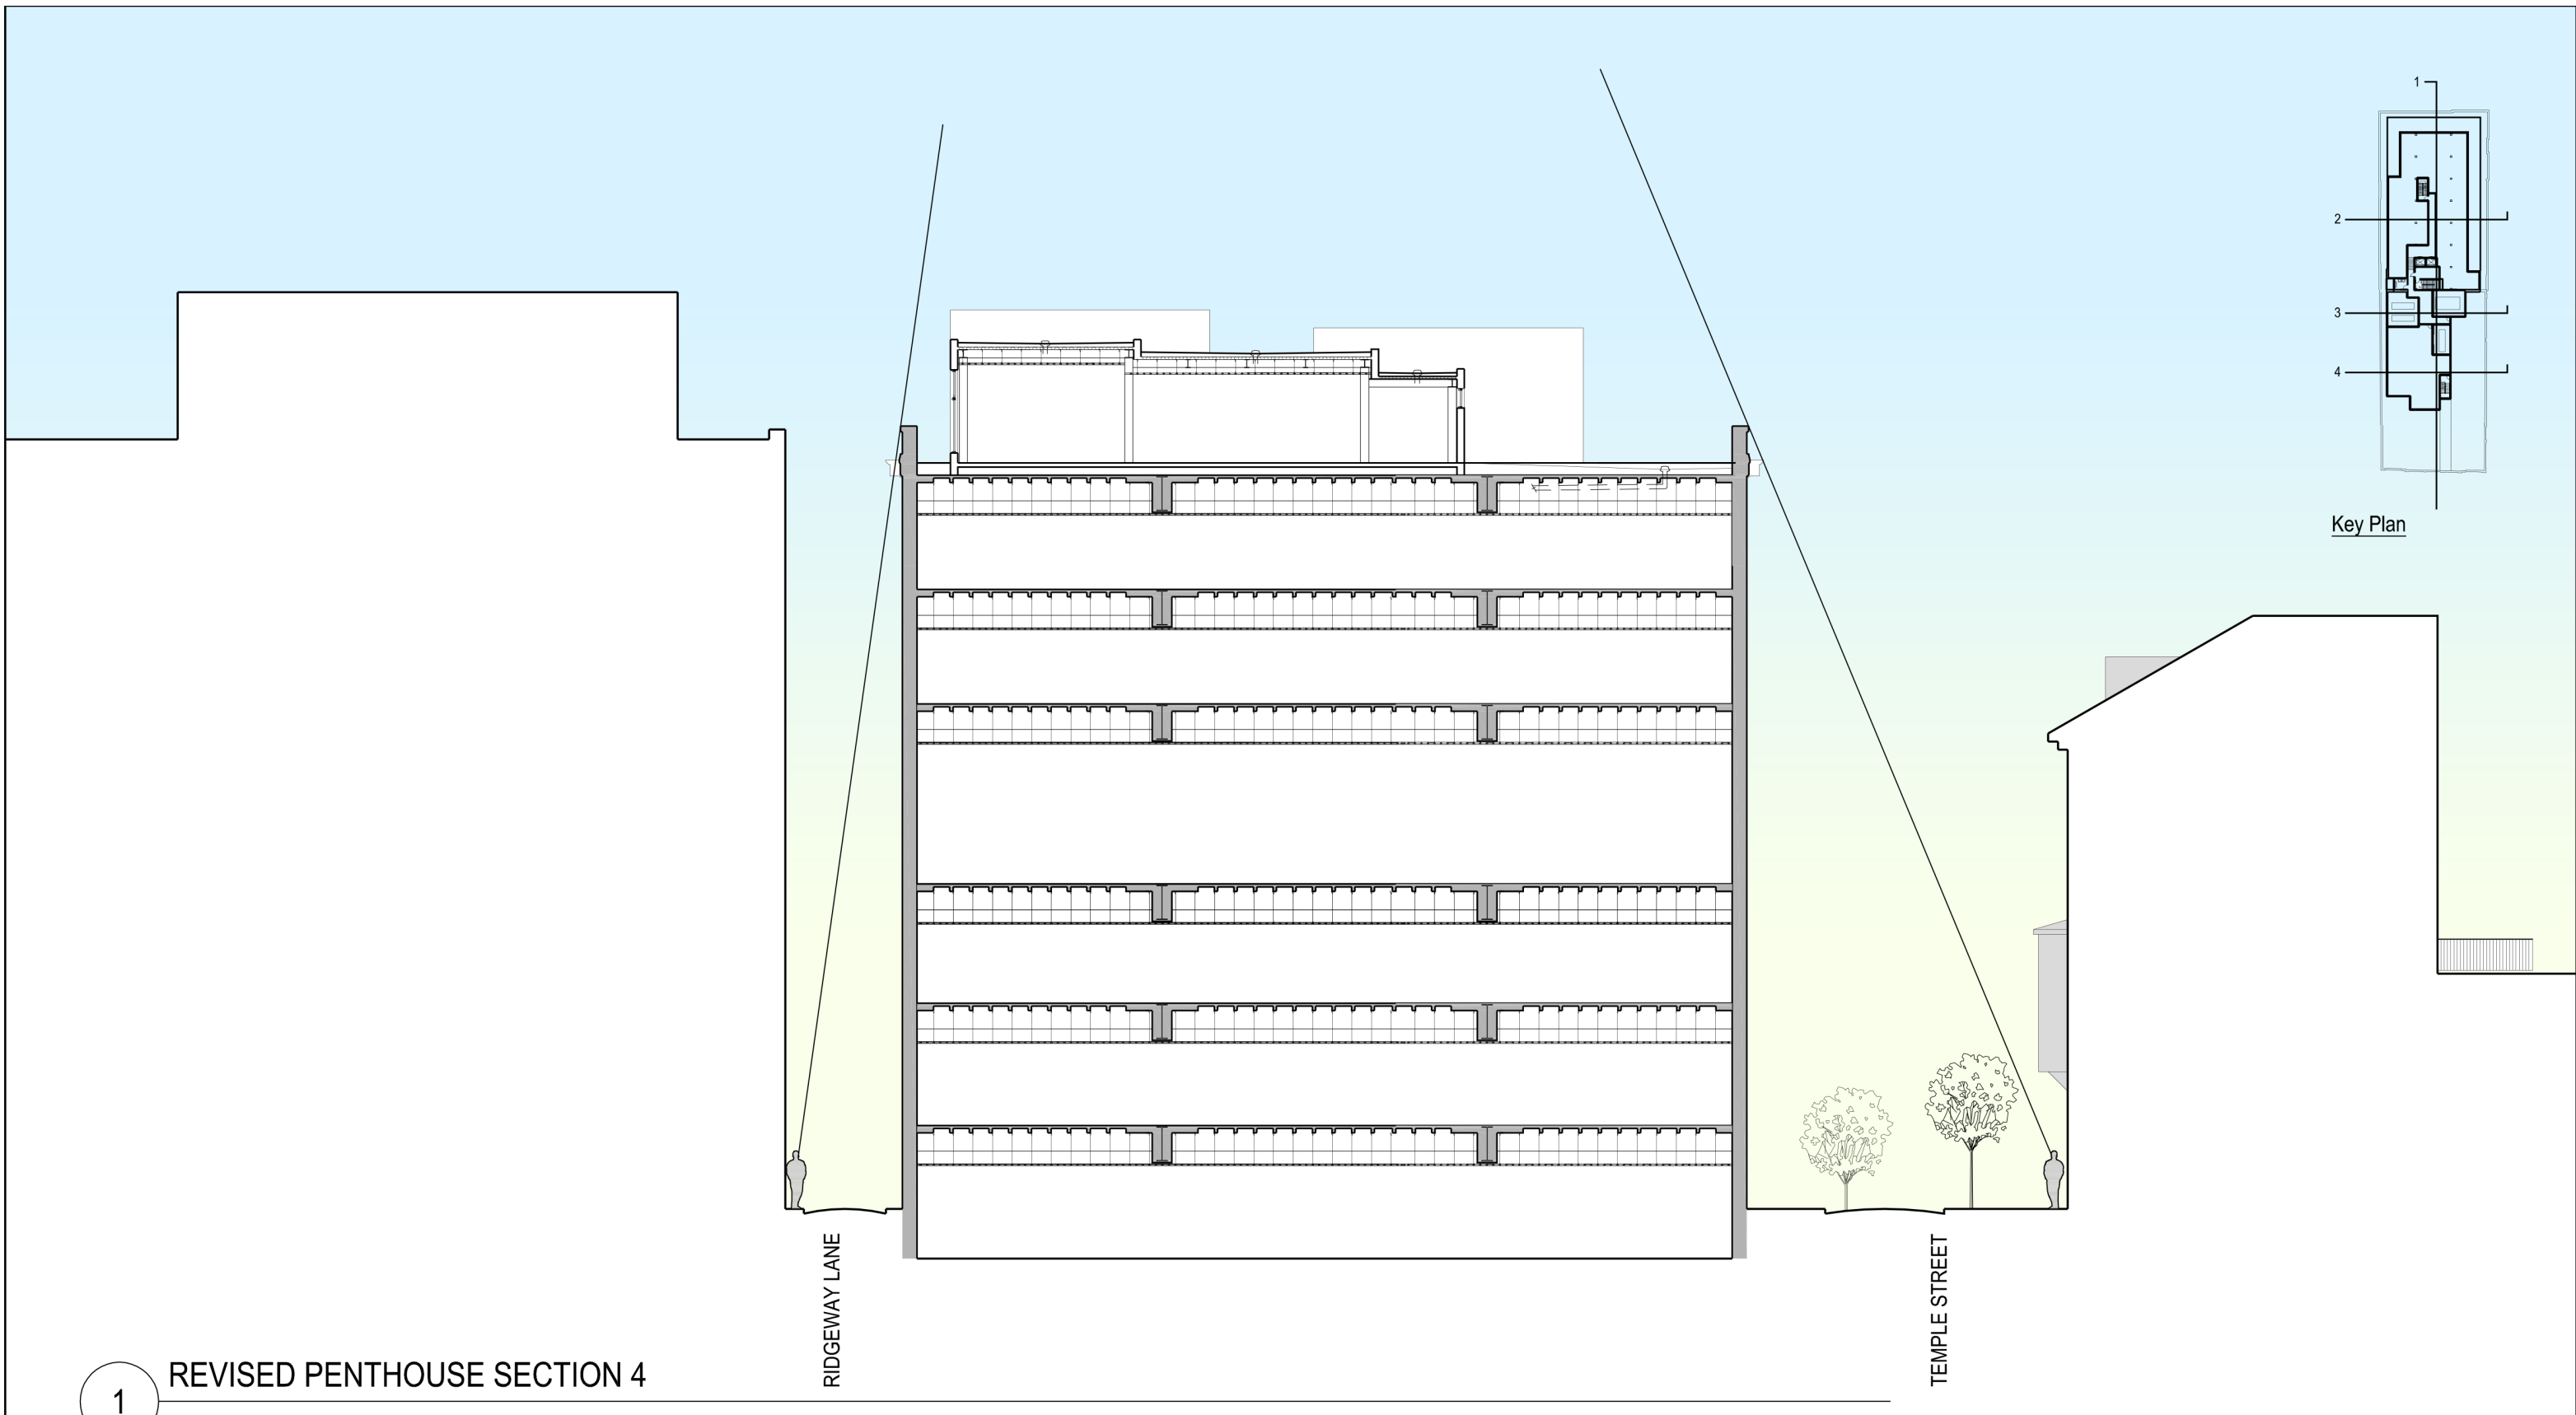 1
2
3
4
Key Plan
RIDGEWAY LANE
TEMPLE STREET
REVISED PENTHOUSE SECTION 4
1